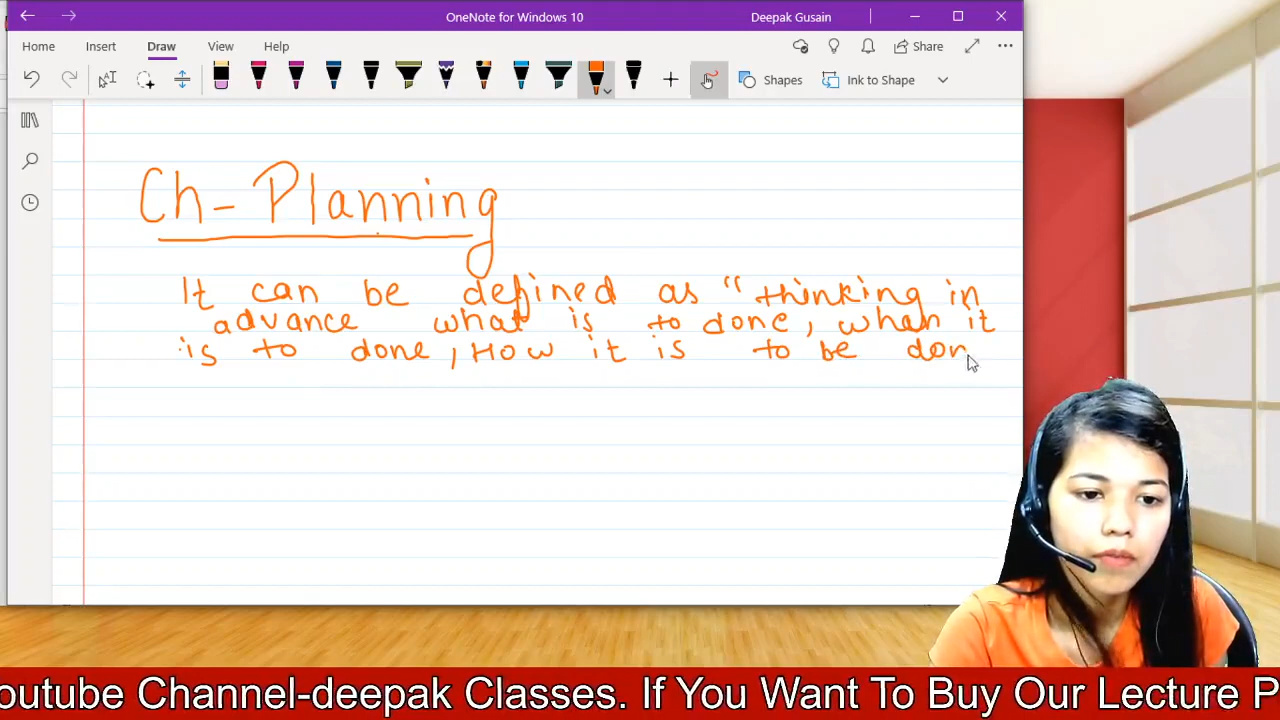 OneNote for Windows 10
Deepak Gusain
Home
Insert
Draw
View
Help
Share
Shapes
Ink to Shape
Ch- Planning
It can be defined as "thinking in
advance what is to done, when it
is to done, How it is to be don
outube Channel-deepak Classes. If You Want To Buy Our Lecture P